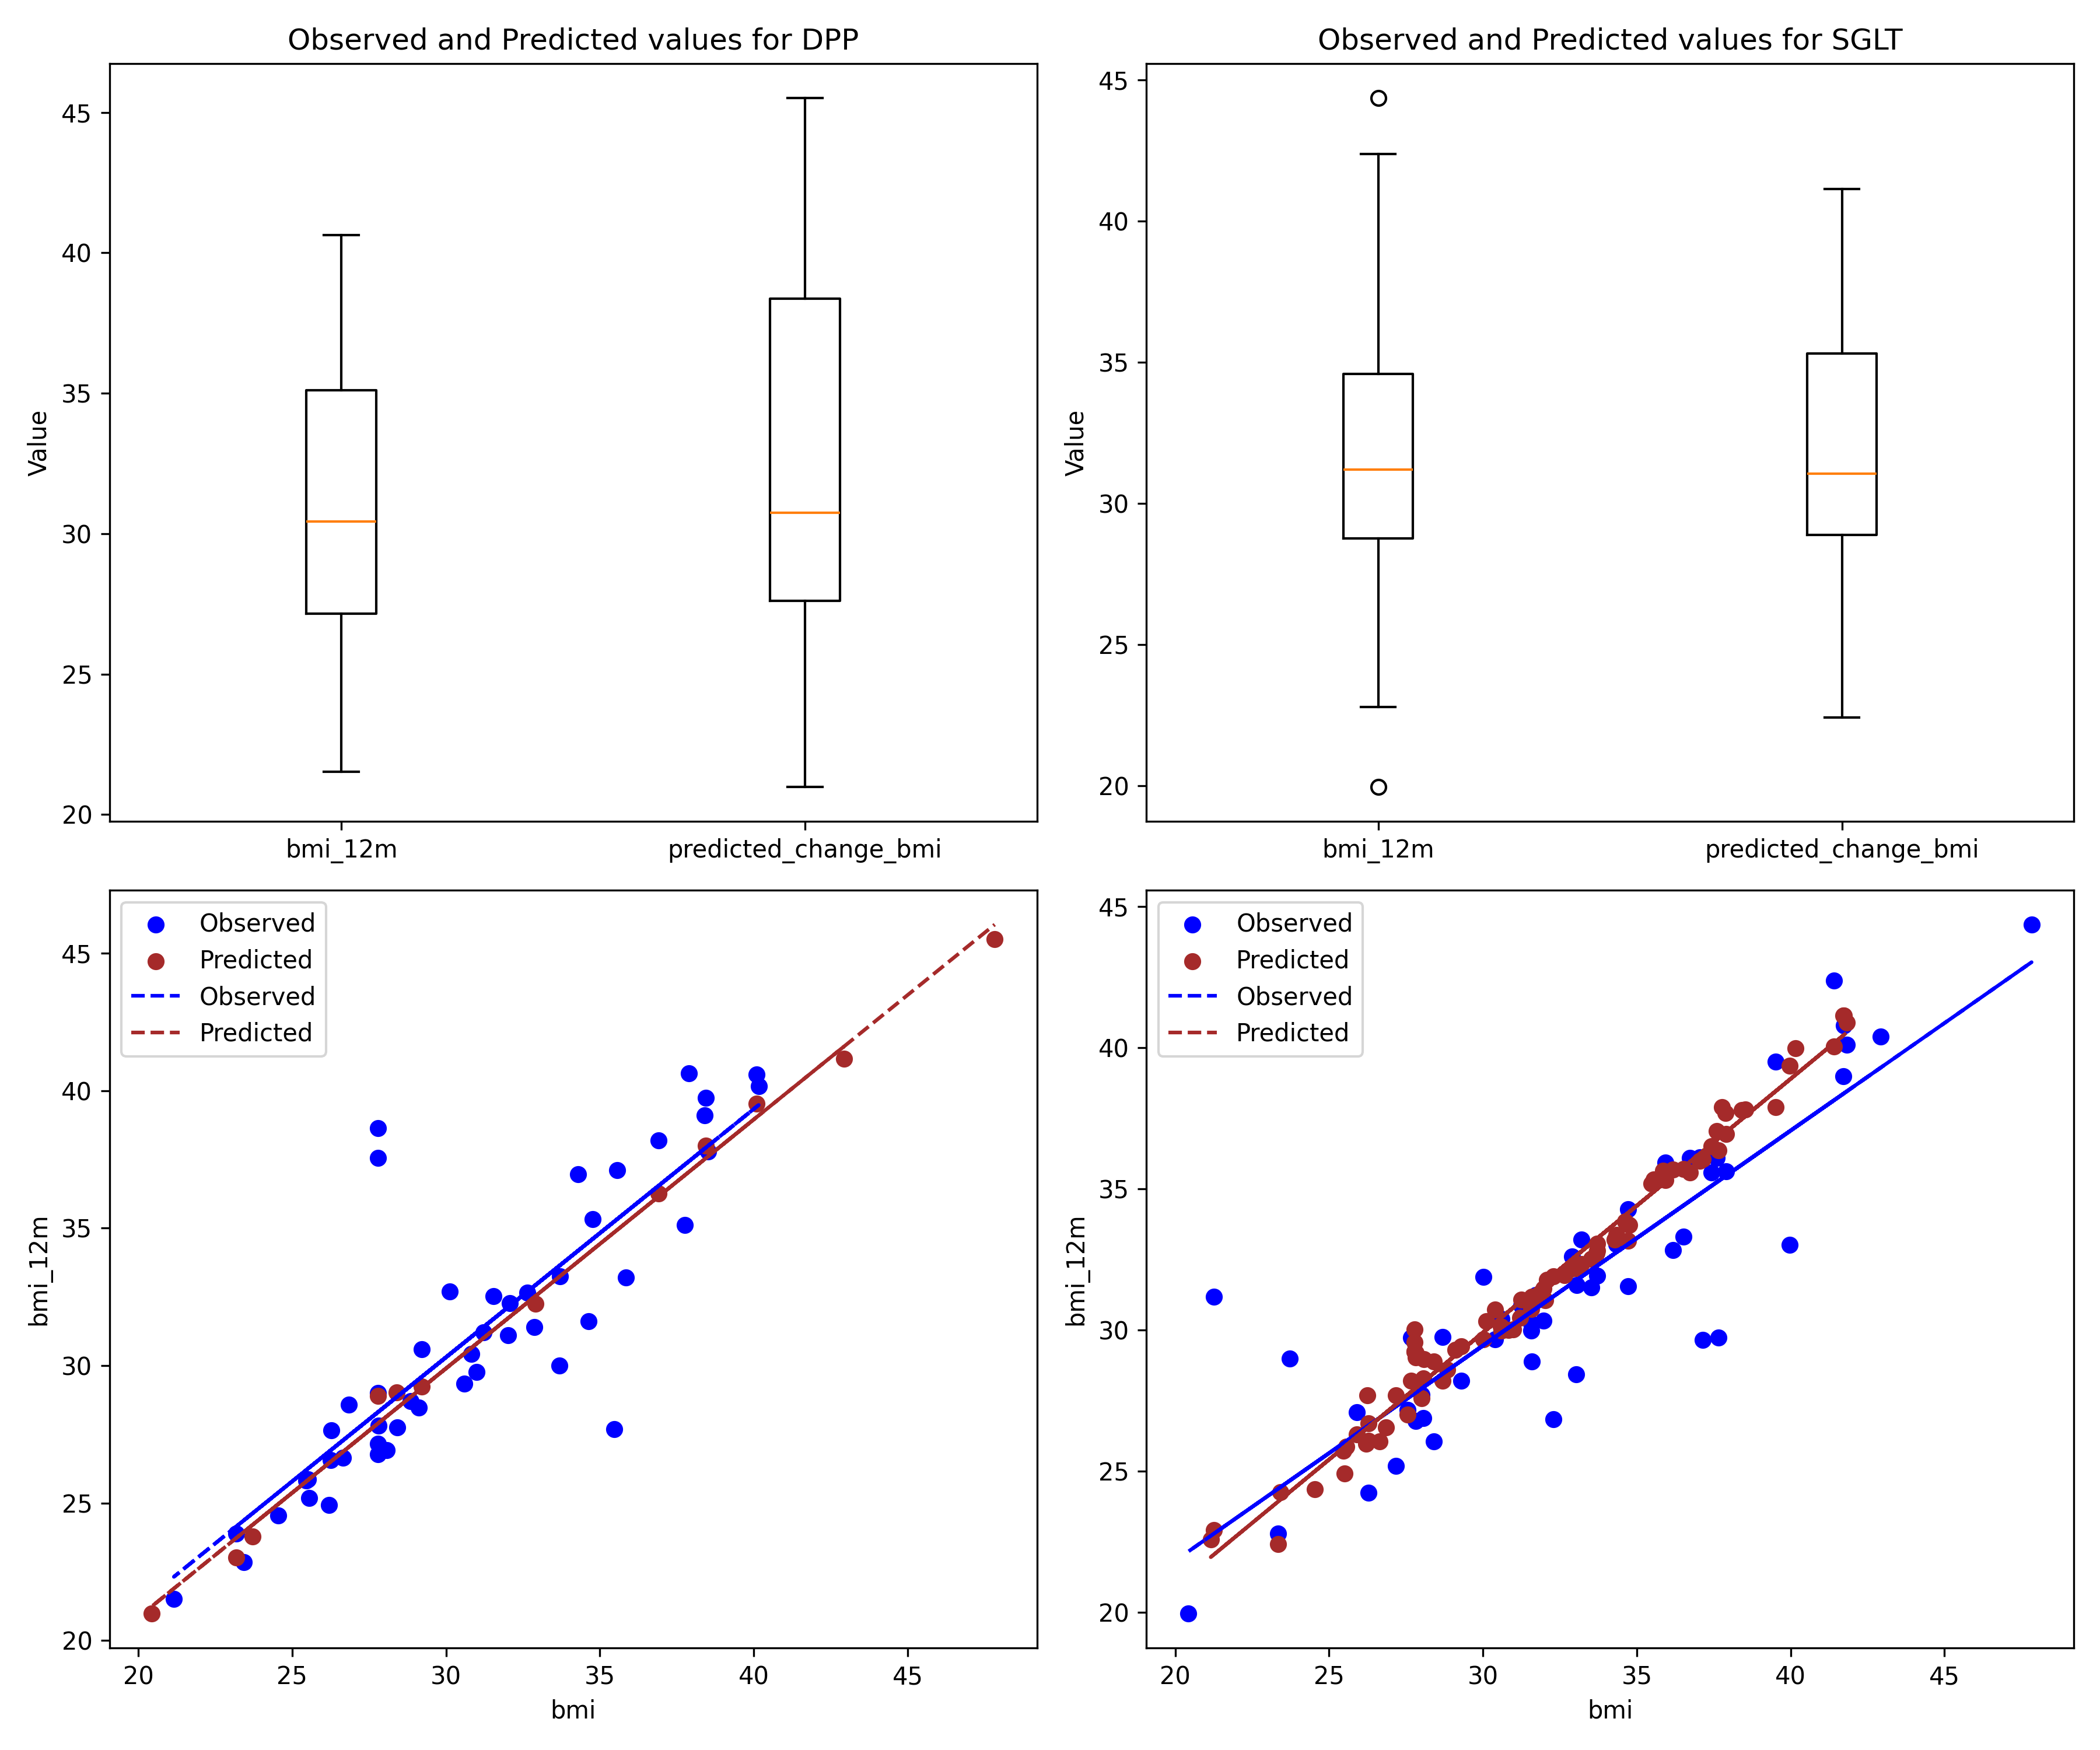 Observed and Predicted values for DPP
45
40
35
30
25
20
Value
bmi_12m
predicted_change_bmi
Observed and Predicted values for SGLT
45
40
35
30
25
20
Value
bmi_12m
predicted_change_bmi
Observed
Predicted
Observed
Predicted
45
40
35
30
25
20
bmi_12m
20
25
30
35
40
45
bmi
Observed
Predicted
Observed
Predicted
45
40
35
30
25
20
bmi_12m
20
25
30
35
40
45
bmi